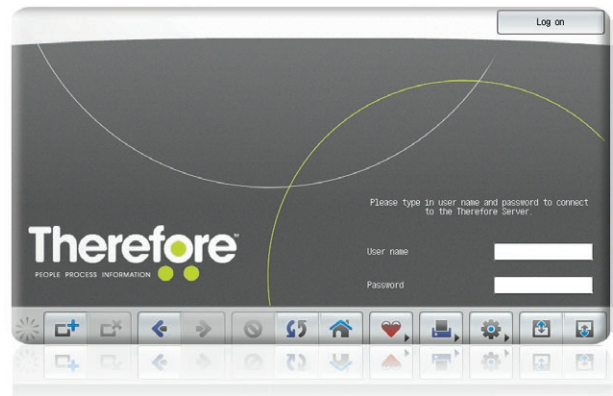 Log on
Please type in user name and password to connect
to the Therefore Server.
Therefore™
PEOPLE PROCESS INFORMATION
User name
Password